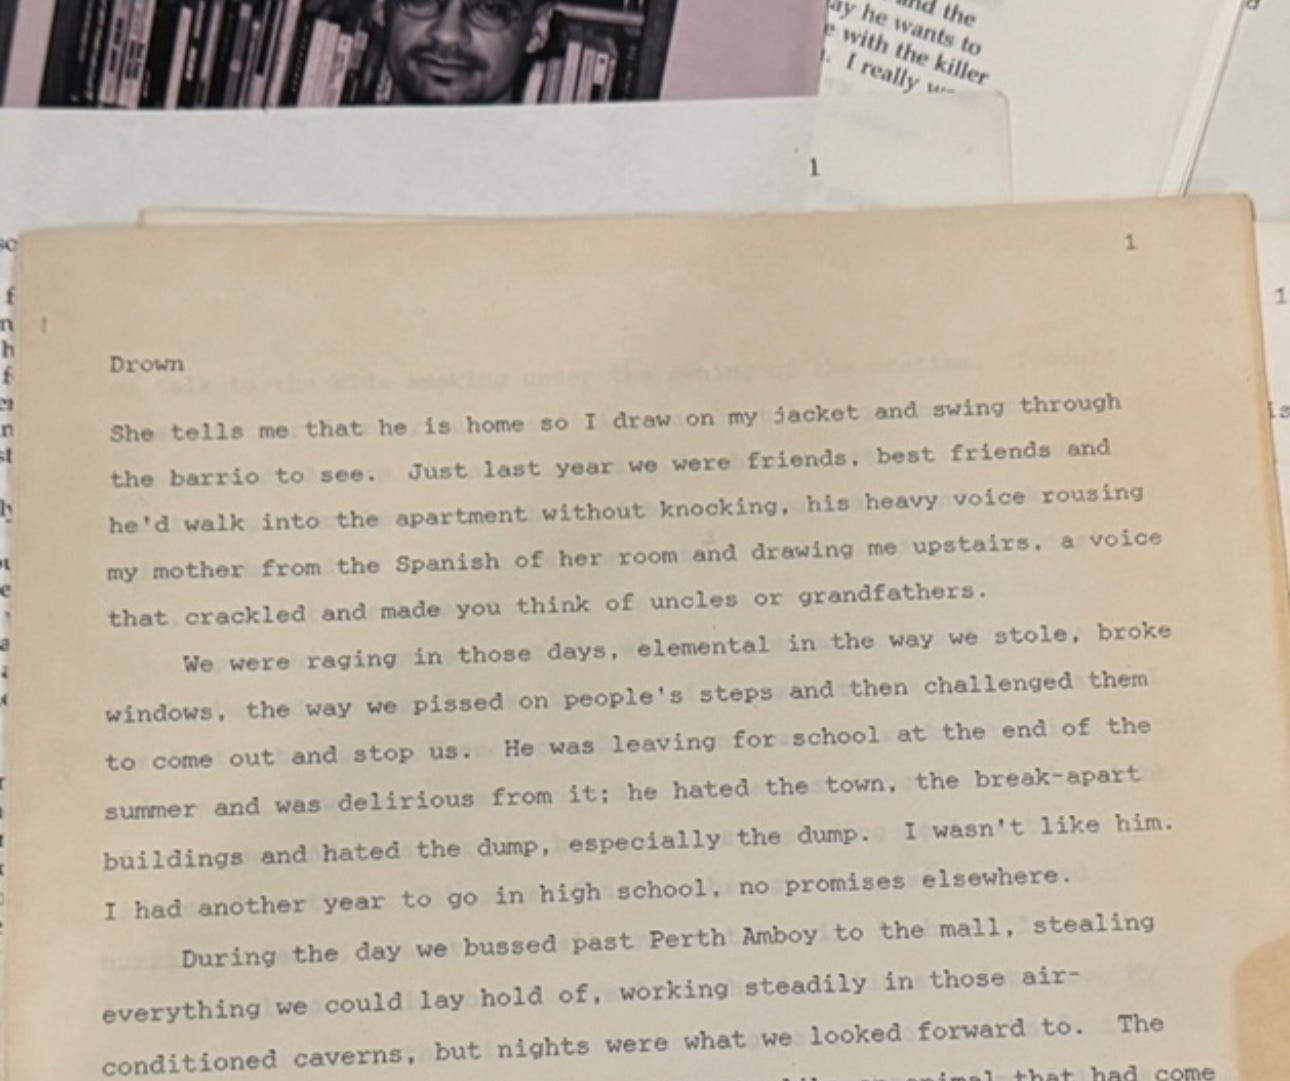 and the
he wants to
with the killer
I really
1
1
Drown
She tells me that he is home so I draw on my jacket and swing through
the barrio to see. Just last year we were friends, best friends and
he'd walk into the apartment without knocking, his heavy voice rousing
my mother from the Spanish of her room and drawing me upstairs, a voice
that crackled and made you think of uncles or grandfathers.
We were raging in those days, elemental in the way we stole, broke
windows, the way we pissed on people's steps and then challenged them
to come out and stop us. He was leaving for school at the end of the
summer and was delirious from it; he hated the town, the break-apart
buildings and hated the dump, especially the dump. I wasn't like him.
I had another year to go in high school, no promises elsewhere.
During the day we bussed past Perth Amboy to the mall, stealing
everything we could lay hold of, working steadily in those air-
conditioned caverns, but nights were what we looked forward to. The
animal that had come